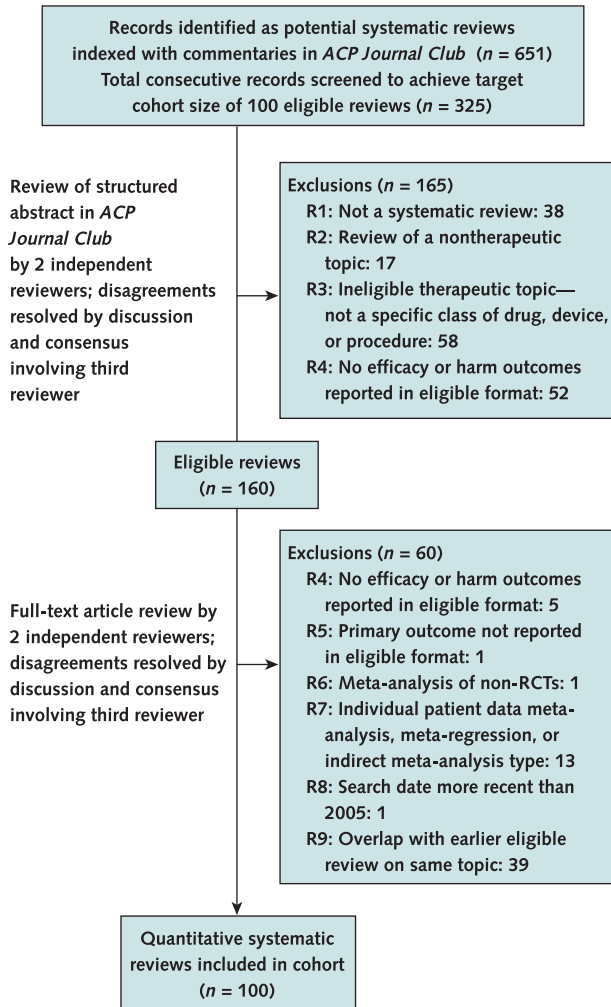 Records identified as potential systematic reviews
indexed with commentaries in ACP Journal Club (n = 651)
Total consecutive records screened to achieve target
cohort size of 100 eligible reviews (n = 325)
Review of structured
abstract in ACP
Journal Club
by 2 independent
reviewers; disagreements
resolved by discussion
and consensus
involving third
reviewer
Exclusions (n = 165)
R1: Not a systematic review: 38
R2: Review of a nontherapeutic
topic: 17
R3: Ineligible therapeutic topic—
not a specific class of drug, device,
or procedure: 58
R4: No efficacy or harm outcomes
reported in eligible format: 52
Eligible reviews
(n = 160)
Full-text article review by
2 independent reviewers;
disagreements resolved by
discussion and consensus
involving third reviewer
Exclusions (n = 60)
R4: No efficacy or harm outcomes
reported in eligible format: 5
R5: Primary outcome not reported
in eligible format: 1
R6: Meta-analysis of non-RCTs: 1
R7: Individual patient data meta-
analysis, meta-regression, or
indirect meta-analysis type: 13
R8: Search date more recent than
2005: 1
R9: Overlap with earlier eligible
review on same topic: 39
Quantitative systematic
reviews included in cohort
(n = 100)